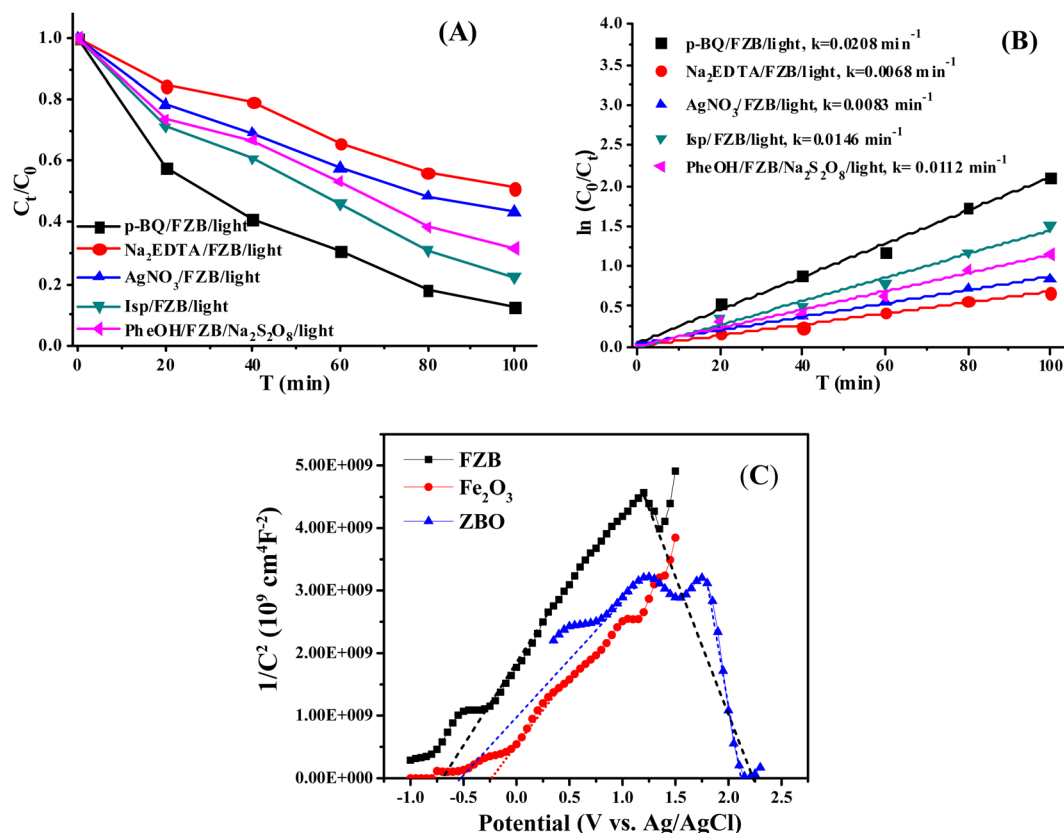 (A)
1.0
0.8
0.6
0.4
0.2
0.0
Cₜ/C₀
p-BQ/FZB/light
Na₂EDTA/FZB/light
AgNO₃/FZB/light
Isp/FZB/light
PheOH/FZB/Na₂S₂O₈/light
0 20 40 60 80 100
T (min)
(B)
4.0
3.5
3.0
2.5
2.0
1.5
1.0
0.5
0.0
ln (C₀/Cₜ)
p-BQ/FZB/light, k=0.0208 min⁻¹
Na₂EDTA/FZB/light, k=0.0068 min⁻¹
AgNO₃/FZB/light, k=0.0083 min⁻¹
Isp/FZB/light, k=0.0146 min⁻¹
PheOH/FZB/Na₂S₂O₈/light, k= 0.0112 min⁻¹
0 20 40 60 80 100
T (min)
(C)
5.00E+009
4.00E+009
3.00E+009
2.00E+009
1.00E+009
0.00E+000
1/C² (10⁹ cm⁴F⁻²)
FZB
Fe₂O₃
ZBO
-1.0 -0.5 0.0 0.5 1.0 1.5 2.0 2.5
Potential (V vs. Ag/AgCl)